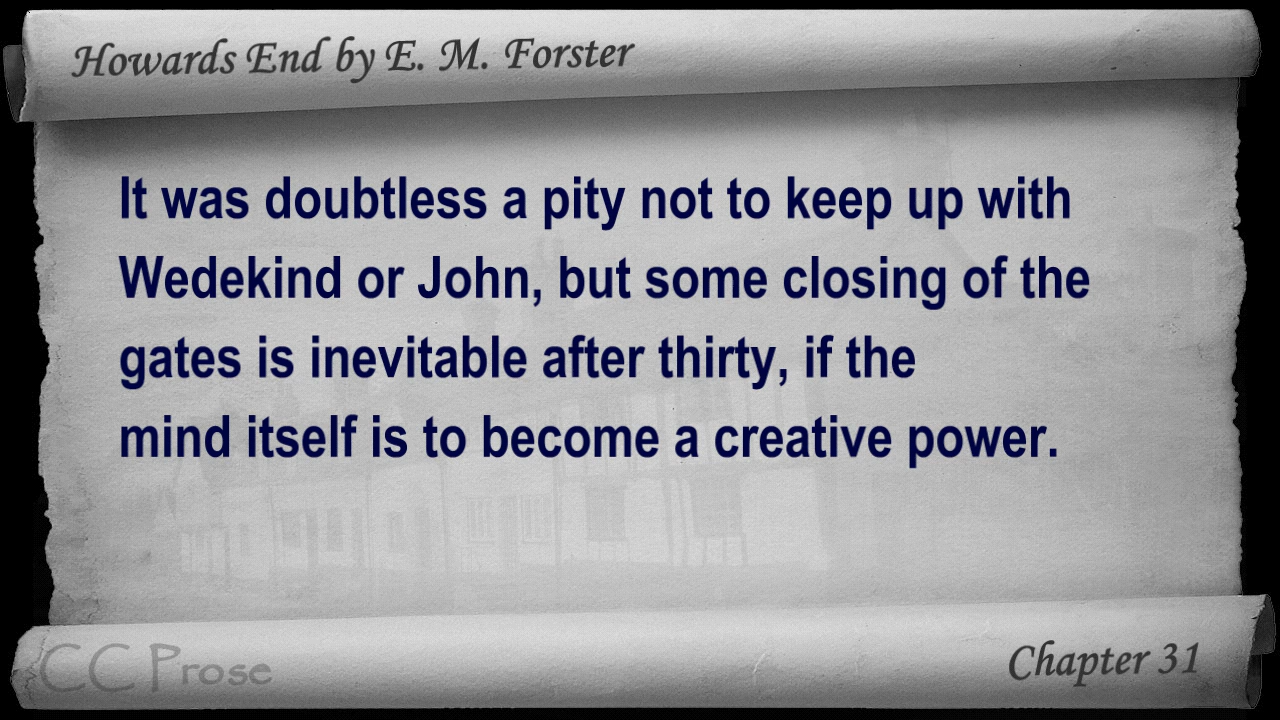 Howards End by E. M. Forster
It was doubtless a pity not to keep up with
Wedekind or John, but some closing of the
gates is inevitable after thirty, if the
mind itself is to become a creative power.
CC Prose
Chapter 31